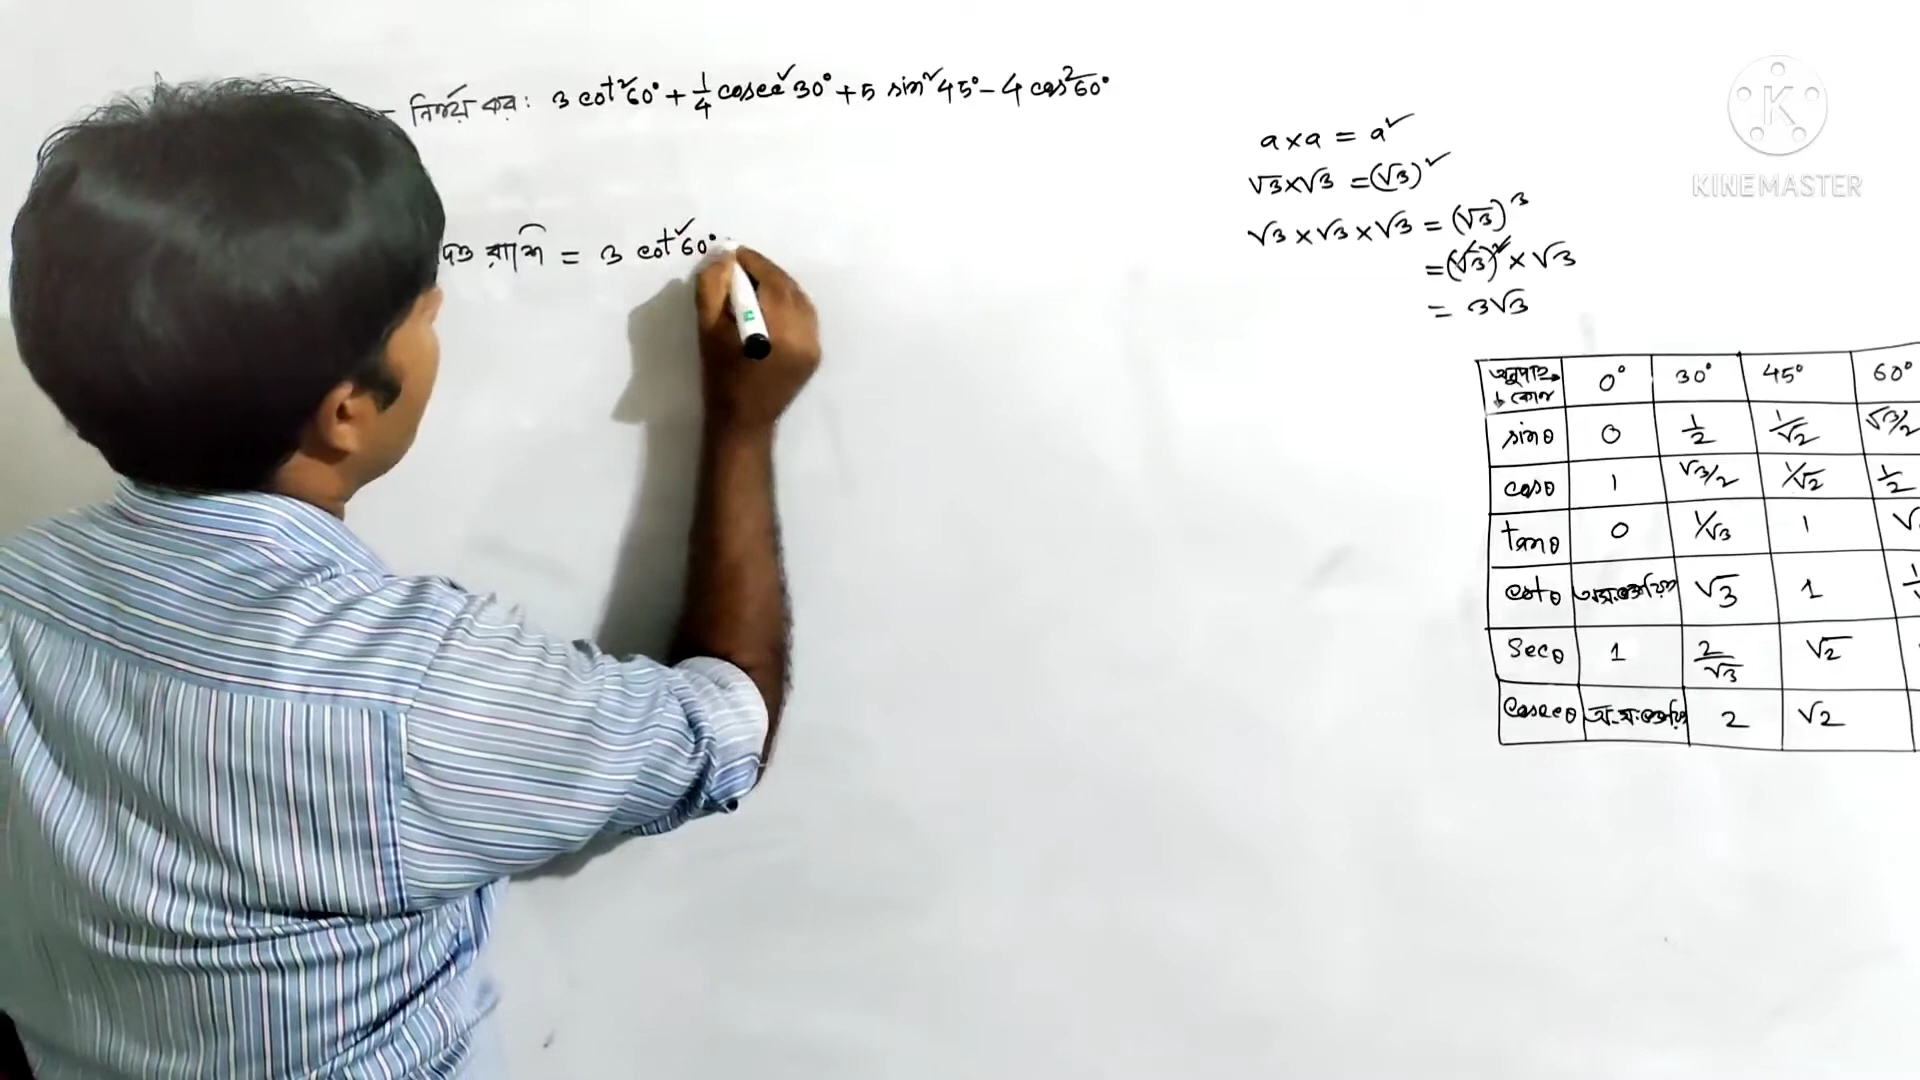 - নির্ণয় কর: 3 cot²60° + 1/4 cosec²30° + 5 sin²45° - 4 cos²60°
রাশি = 3 cot²60°
a×a = a²
√3×√3 = (√3)²
√3×√3×√3 = (√3)³
= (√3)²×√3
= 3√3
অনুপাত→ ↓কোন 0° 30° 45° 60°
sinθ 0 1/2 1/√2 √3/2
cosθ 1 √3/2 1/√2 1/2
tanθ 0 1/√3 1
cotθ √3 1
secθ 1 2/√3 √2
cosecθ 2 √2
KINEMASTER